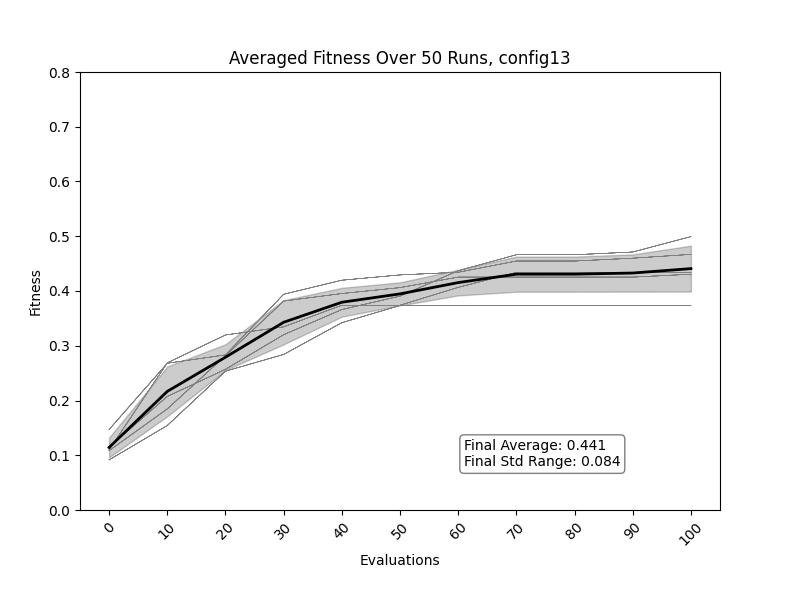 Averaged Fitness Over 50 Runs, config13
0.8
0.7
0.6
0.5
0.4
0.3
0.2
0.1
0.0
Fitness
Final Average: 0.441
Final Std Range: 0.084
0 10 20 30 40 50 60 70 80 90 100
Evaluations